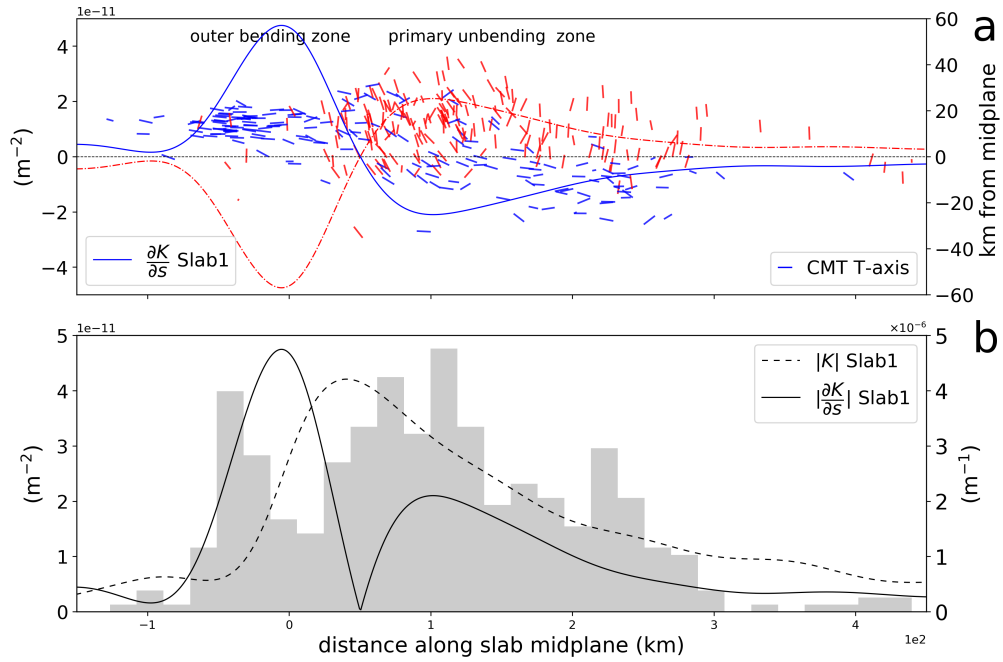 1e−11
a
outer bending zone
primary unbending zone
4
2
0
−2
−4
(m⁻²)
60
40
20
0
−20
−40
−60
km from midplane
∂K/∂s Slab1
CMT T-axis
1e−11
×10⁻⁶
b
5
4
3
2
1
0
(m⁻²)
5
4
3
2
1
0
(m⁻¹)
|K| Slab1
|∂K/∂s| Slab1
−1
0
1
2
3
4
1e2
distance along slab midplane (km)